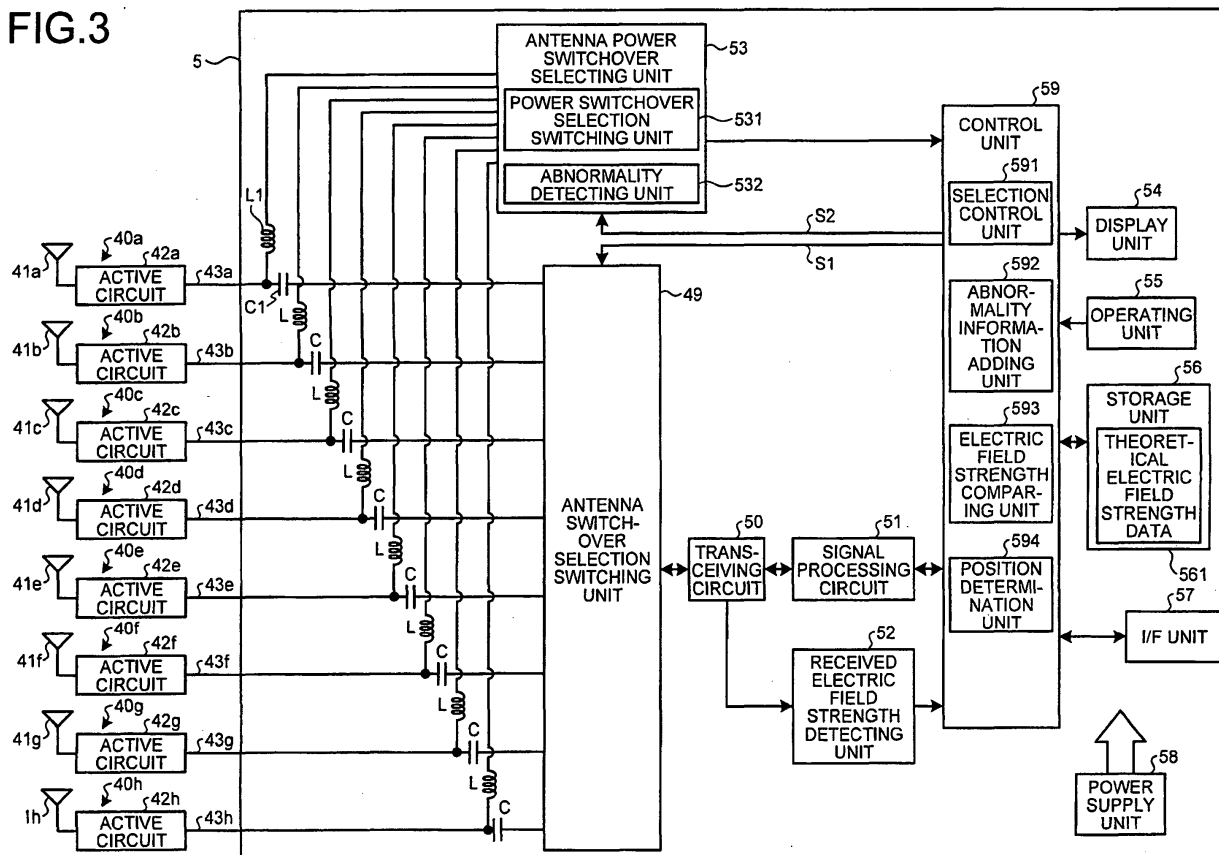 FIG.3
5
ANTENNA POWER
SWITCHOVER
SELECTING UNIT
53
POWER SWITCHOVER
SELECTION
SWITCHING UNIT
531
ABNORMALITY
DETECTING UNIT
532
59
CONTROL
UNIT
591
SELECTION
CONTROL
UNIT
54
DISPLAY
UNIT
S2
S1
592
ABNOR-
MALITY
INFORMA-
TION
ADDING UNIT
55
OPERATING
UNIT
56
STORAGE
UNIT
THEORET-
ICAL
ELECTRIC
FIELD
STRENGTH
DATA
561
593
ELECTRIC
FIELD
STRENGTH
COMPAR-
ING UNIT
594
POSITION
DETERMI-
NATION
UNIT
57
I/F UNIT
58
POWER
SUPPLY
UNIT
49
ANTENNA
SWITCH-
OVER
SELECTION
SWITCHING
UNIT
50
TRANS-
CEIVING
CIRCUIT
51
SIGNAL
PROCESSING
CIRCUIT
52
RECEIVED
ELECTRIC
FIELD
STRENGTH
DETECTING
UNIT
L1
C1
41a
40a
42a
ACTIVE
CIRCUIT
43a
41b
40b
42b
ACTIVE
CIRCUIT
43b
L
C
41c
40c
42c
ACTIVE
CIRCUIT
43c
L
C
41d
40d
42d
ACTIVE
CIRCUIT
43d
L
C
41e
40e
42e
ACTIVE
CIRCUIT
43e
L
C
41f
40f
42f
ACTIVE
CIRCUIT
43f
L
C
41g
40g
42g
ACTIVE
CIRCUIT
43g
L
C
1h
40h
42h
ACTIVE
CIRCUIT
43h
L
C